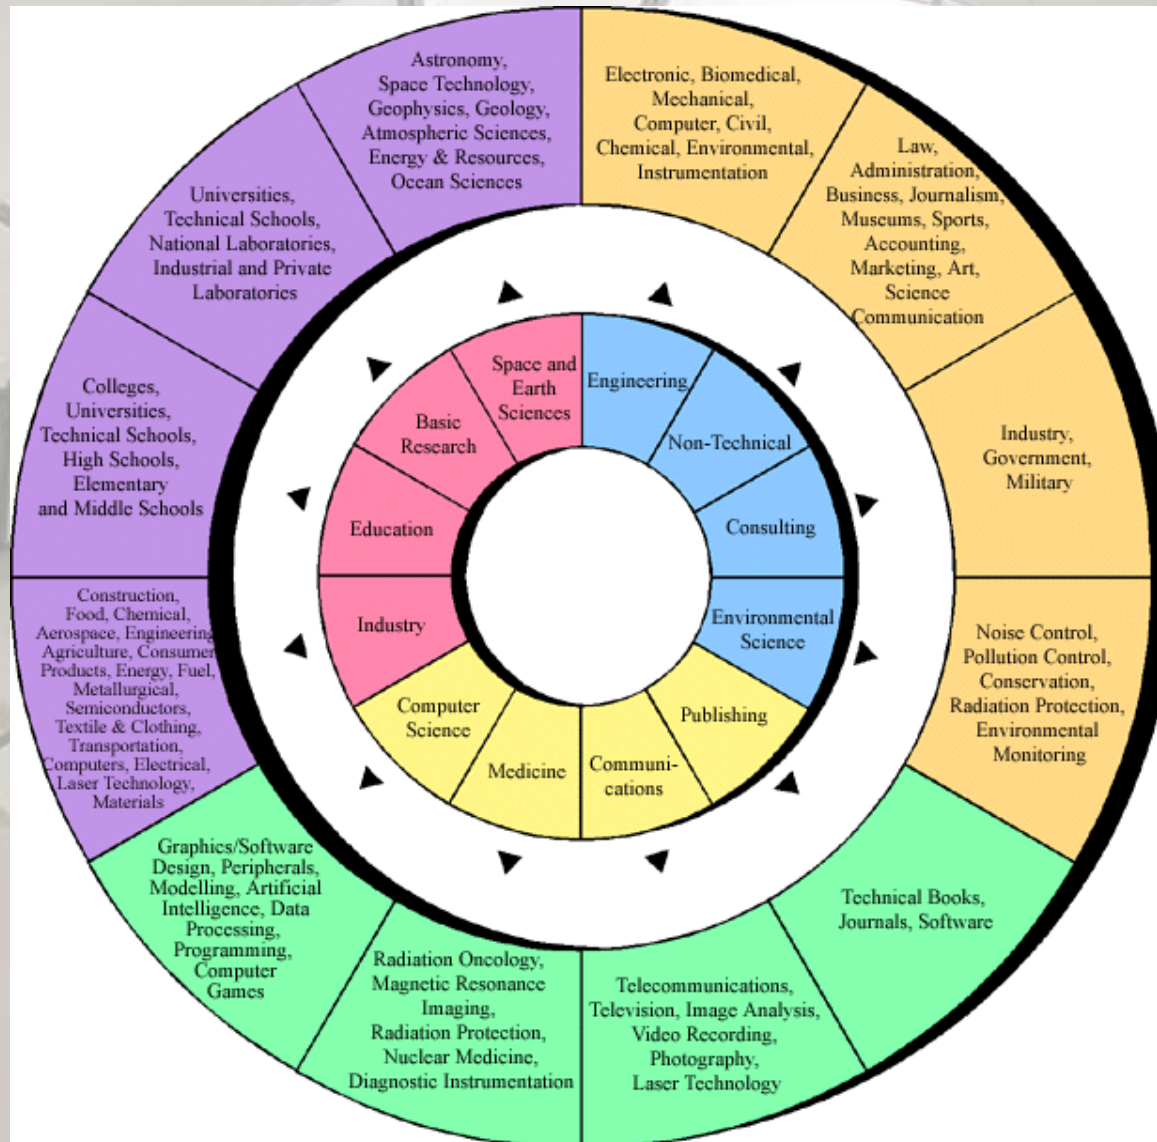 Astronomy,
Space Technology,
Geophysics, Geology,
Atmospheric Sciences,
Energy & Resources,
Ocean Sciences
Electronic, Biomedical,
Mechanical,
Computer, Civil,
Chemical, Environmental,
Instrumentation
Law,
Administration,
Business, Journalism,
Museums, Sports,
Accounting,
Marketing, Art,
Science
Communication
Industry,
Government,
Military
Noise Control,
Pollution Control,
Conservation,
Radiation Protection,
Environmental
Monitoring
Technical Books,
Journals, Software
Telecommunications,
Television, Image Analysis,
Video Recording,
Photography,
Laser Technology
Radiation Oncology,
Magnetic Resonance
Imaging,
Radiation Protection,
Nuclear Medicine,
Diagnostic Instrumentation
Graphics/Software
Design, Peripherals,
Modelling, Artificial
Intelligence, Data
Processing,
Programming,
Computer
Games
Construction,
Food, Chemical,
Aerospace, Engineering
Agriculture, Consumer
Products, Energy, Fuel,
Metallurgical,
Semiconductors,
Textile & Clothing,
Transportation,
Computers, Electrical,
Laser Technology,
Materials
Colleges,
Universities,
Technical Schools,
High Schools,
Elementary
and Middle Schools
Universities,
Technical Schools,
National Laboratories,
Industrial and Private
Laboratories
Space and
Earth
Sciences
Engineering
Non-Technical
Consulting
Environmental
Science
Publishing
Communi-
cations
Medicine
Computer
Science
Industry
Education
Basic
Research